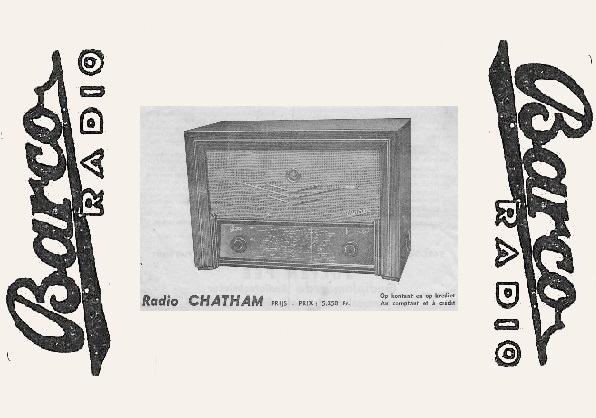 Barco
RADIO
Radio CHATHAM PRIJS - PRIX : 5.250 Fr.
Op kontant en op krediet
Au comptant et à crédit
Barco
RADIO